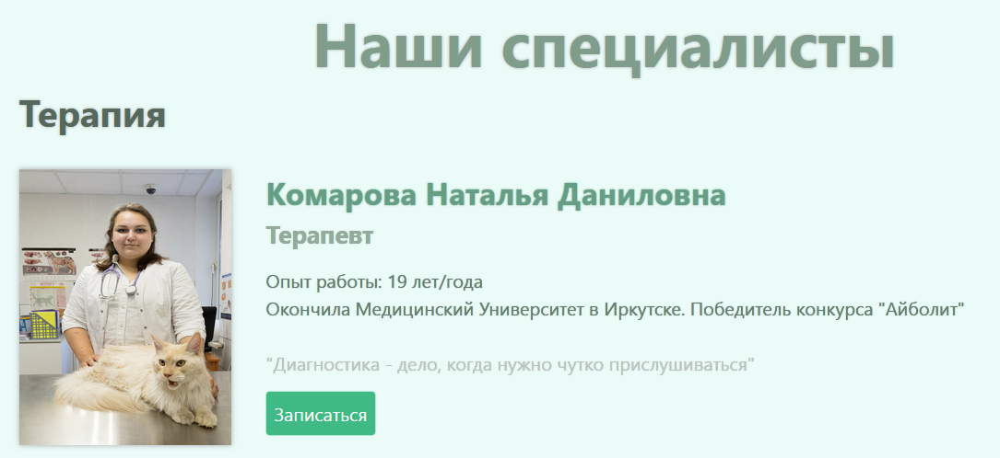 Наши специалисты
Терапия
Комарова Наталья Даниловна
Терапевт
Опыт работы: 19 лет/года
Окончила Медицинский Университет в Иркутске. Победитель конкурса "Айболит"
"Диагностика - дело, когда нужно чутко прислушиваться"
Записаться